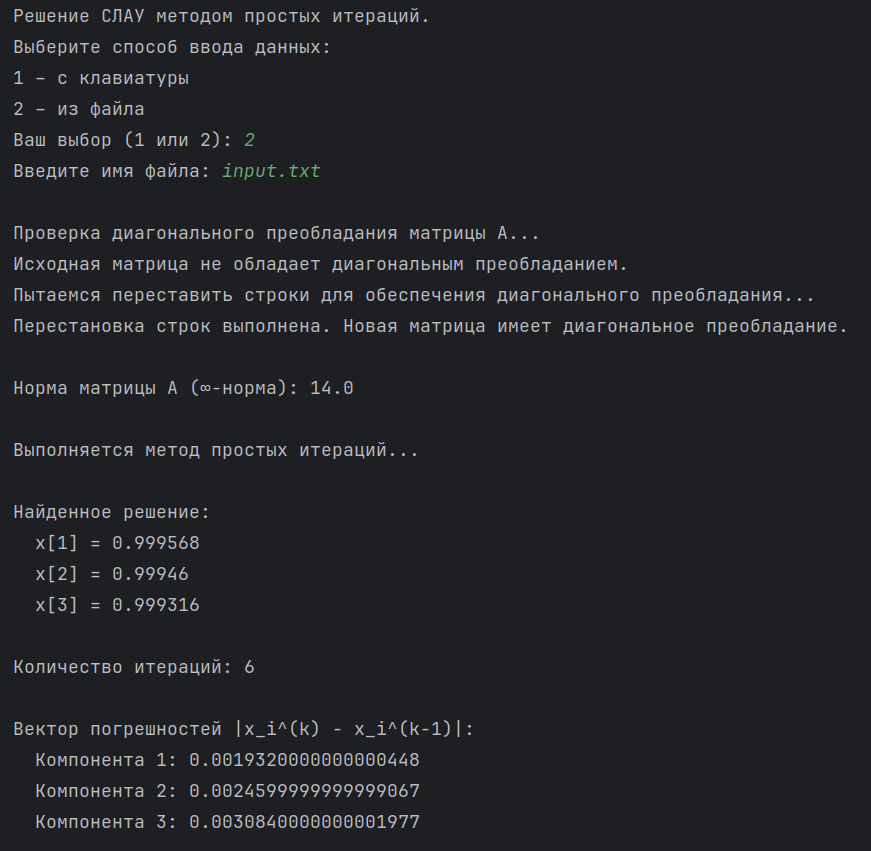 Решение СЛАУ методом простых итераций.
Выберите способ ввода данных:
1 – с клавиатуры
2 – из файла
Ваш выбор (1 или 2): 2
Введите имя файла: input.txt
Проверка диагонального преобладания матрицы A...
Исходная матрица не обладает диагональным преобладанием.
Пытаемся переставить строки для обеспечения диагонального преобладания...
Перестановка строк выполнена. Новая матрица имеет диагональное преобладание.
Норма матрицы A (∞-норма): 14.0
Выполняется метод простых итераций...
Найденное решение:
x[1] = 0.999568
x[2] = 0.99946
x[3] = 0.999316
Количество итераций: 6
Вектор погрешностей |x_i^(k) - x_i^(k-1)|:
Компонента 1: 0.0019320000000000448
Компонента 2: 0.0024599999999999067
Компонента 3: 0.0030840000000001977